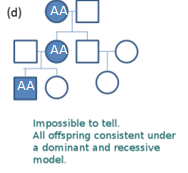 (d)
AA
AA
AA
Impossible to tell.
All offspring consistent under
a dominant and recessive
model.